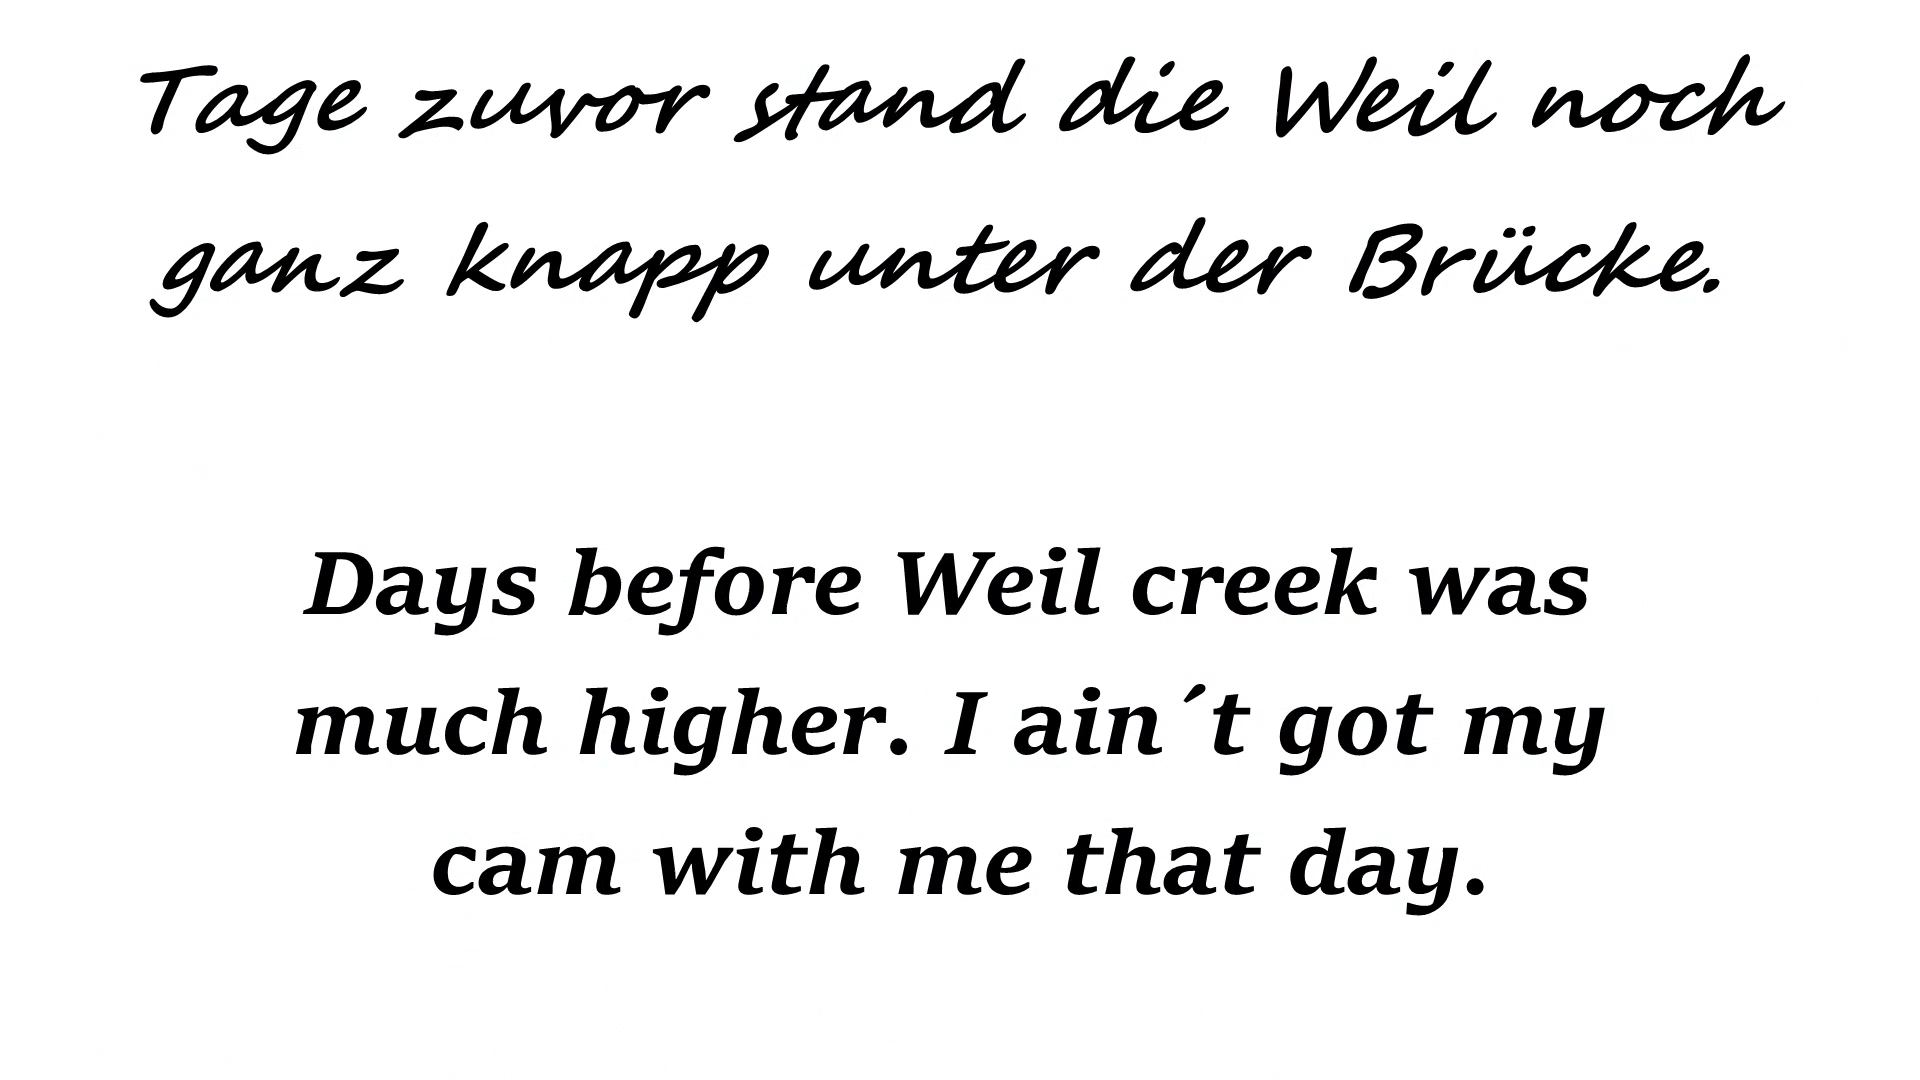 Tage zuvor stand die Weil noch
ganz knapp unter der Brücke.
Days before Weil creek was
much higher. I ain´t got my
cam with me that day.